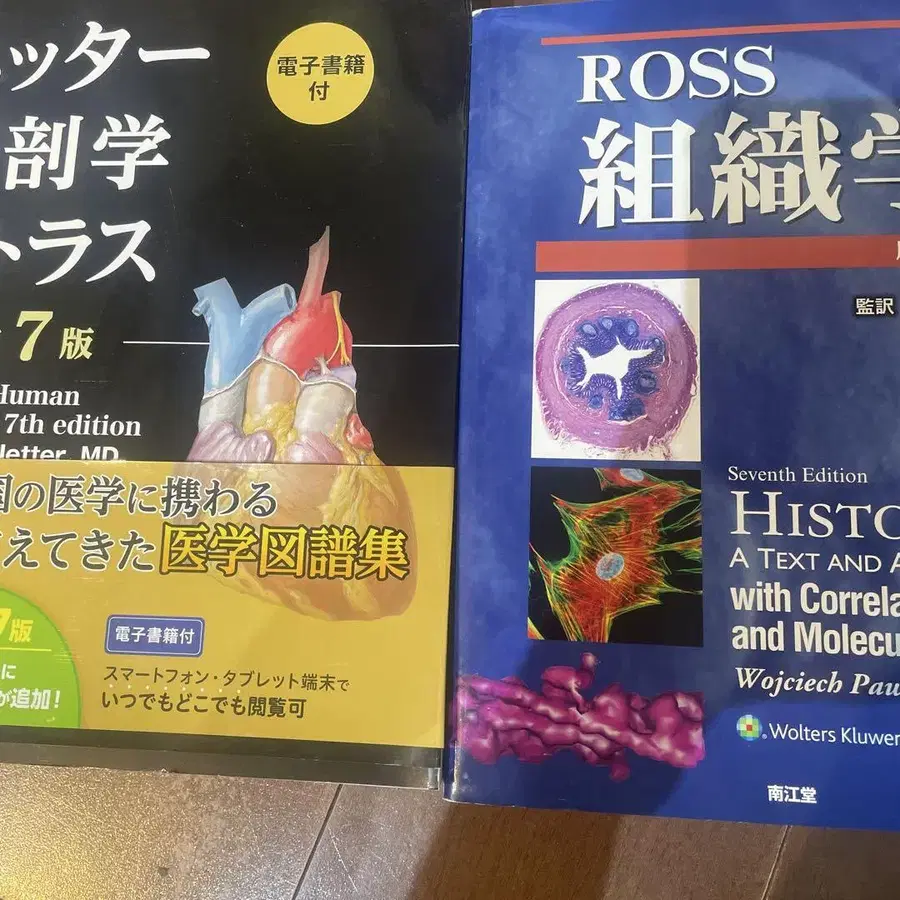 ッター
剖学
トラス
7版
Human
7th edition
Netter, MD
電子書籍
付
国の医学に携わる
えてきた医学図譜集
7版
に
が追加!
電子書籍付
スマートフォン・タブレット端末で
いつでもどこでも閲覧可
ROSS
組織学
監訳
Seventh Edition
HISTO
A TEXT AND A
with Correla
and Molecu
Wojciech Paw
Wolters Kluwer
南江堂